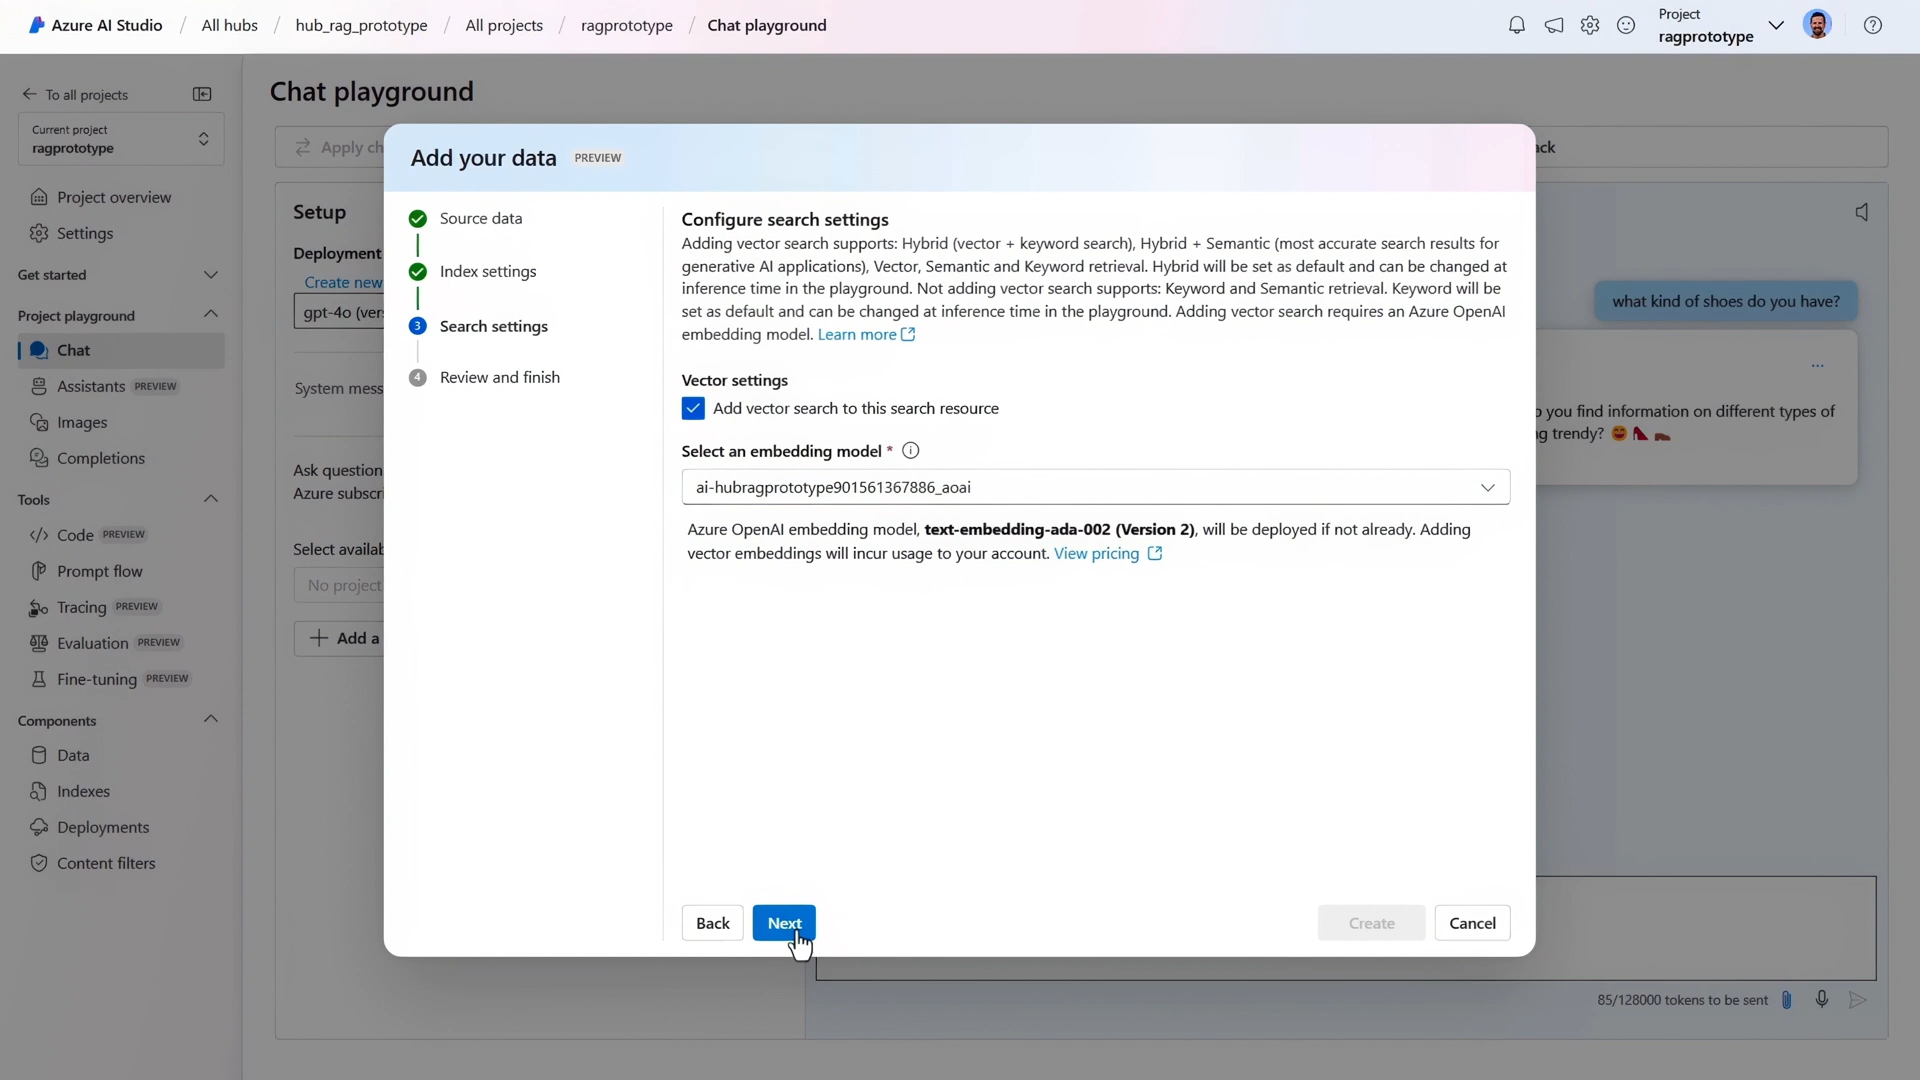 Azure AI Studio / All hubs / hub_rag_prototype / All projects / ragprototype / Chat playground
Project
ragprototype
To all projects
Current project
ragprototype
Project overview
Settings
Get started
Project playground
Chat
Assistants PREVIEW
Images
Completions
Tools
Code PREVIEW
Prompt flow
Tracing PREVIEW
Evaluation PREVIEW
Fine-tuning PREVIEW
Components
Data
Indexes
Deployments
Content filters
Chat playground
Apply ch
ack
Setup
Deployment
Create new
gpt-4o (ver
System mess
Ask question
Azure subscri
Select availab
No project
Add a
Add your data PREVIEW
Source data
Index settings
3 Search settings
4 Review and finish
Configure search settings
Adding vector search supports: Hybrid (vector + keyword search), Hybrid + Semantic (most accurate search results for
generative AI applications), Vector, Semantic and Keyword retrieval. Hybrid will be set as default and can be changed at
inference time in the playground. Not adding vector search supports: Keyword and Semantic retrieval. Keyword will be
set as default and can be changed at inference time in the playground. Adding vector search requires an Azure OpenAI
embedding model. Learn more
Vector settings
Add vector search to this search resource
Select an embedding model *
ai-hubragprototype901561367886_aoai
Azure OpenAI embedding model, text-embedding-ada-002 (Version 2), will be deployed if not already. Adding
vector embeddings will incur usage to your account. View pricing
Back
Next
Create
Cancel
what kind of shoes do you have?
p you find information on different types of
ng trendy? 😄👠👞
85/128000 tokens to be sent